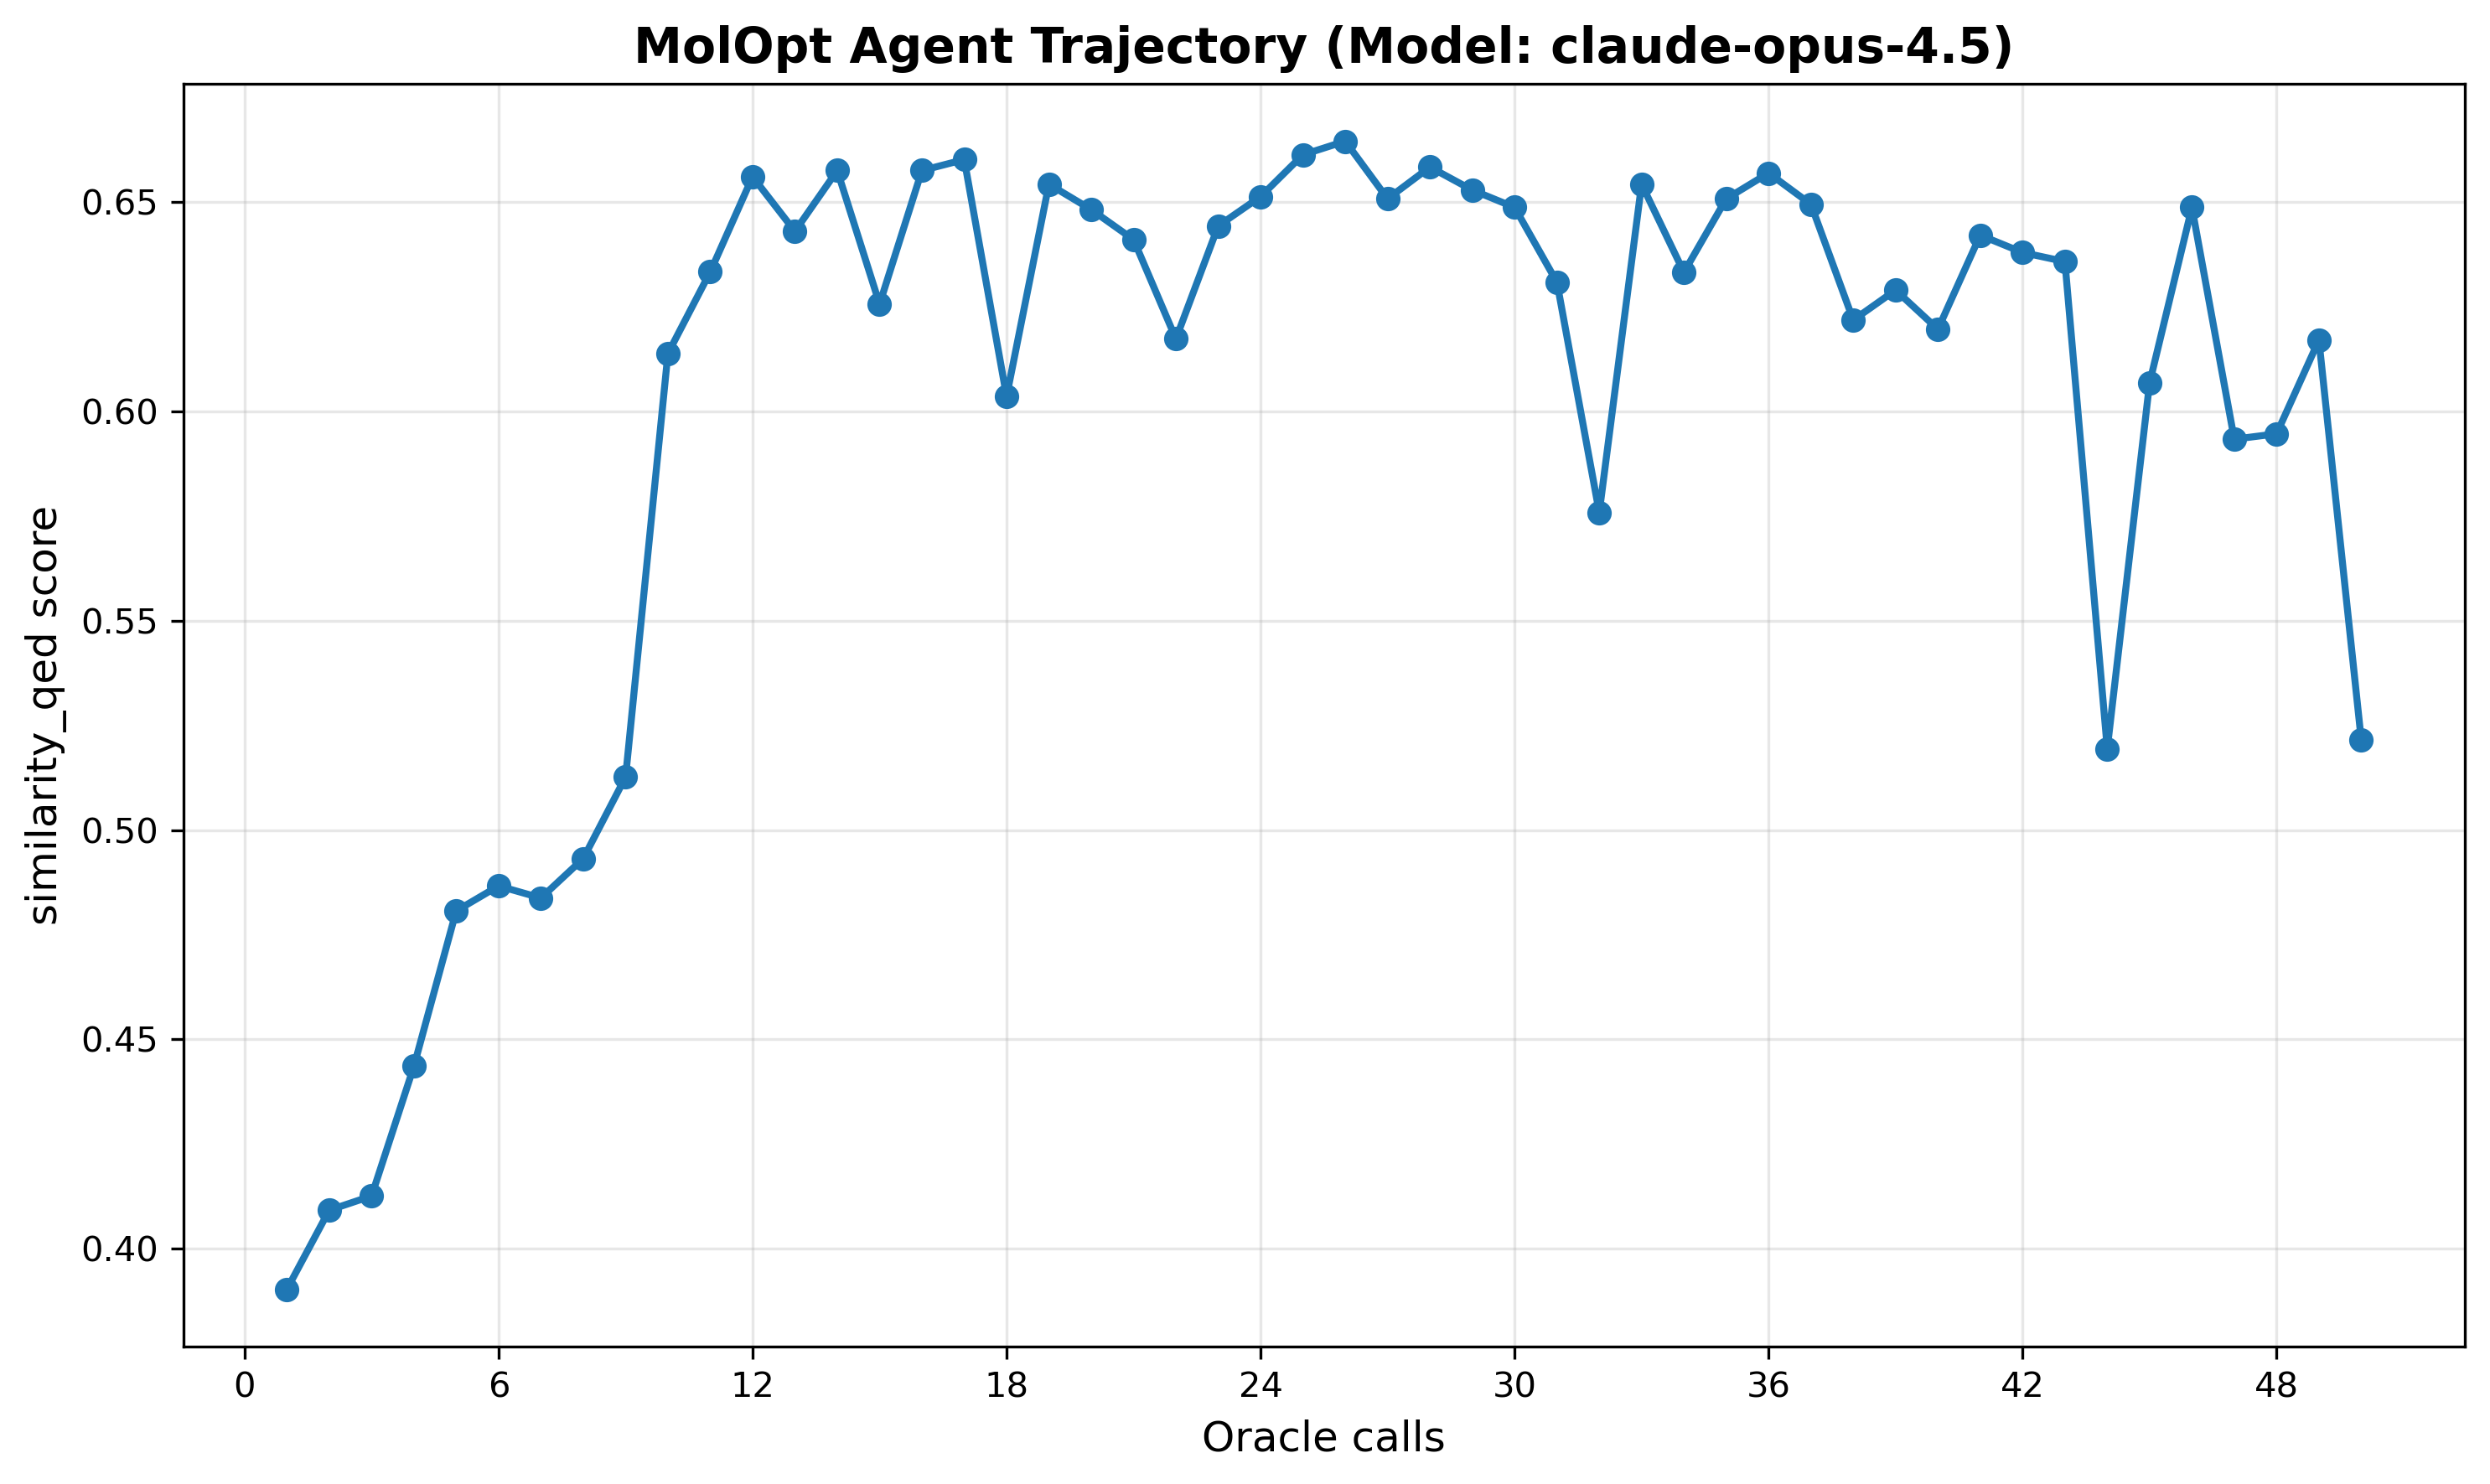 MolOpt Agent Trajectory (Model: claude-opus-4.5)
similarity_qed score
0.65
0.60
0.55
0.50
0.45
0.40
0 6 12 18 24 30 36 42 48
Oracle calls